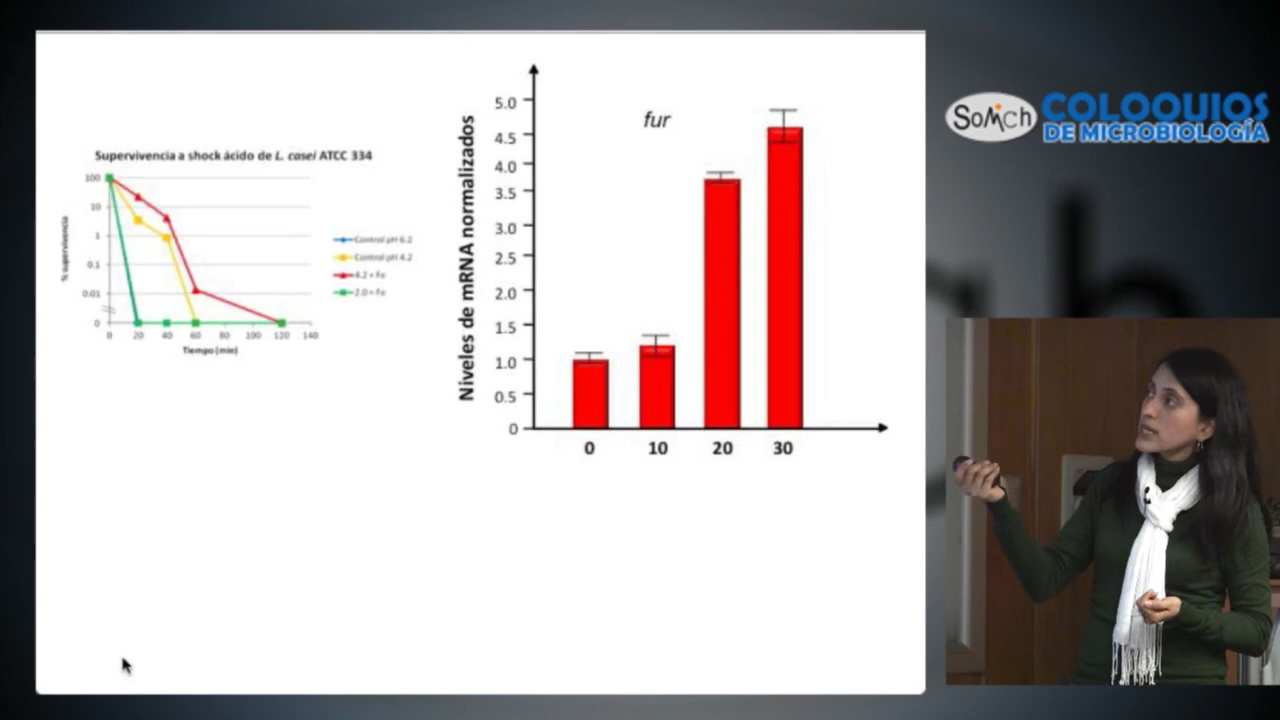 SoMich
COLOQUIOS
DE MICROBIOLOGÍA
Supervivencia a shock ácido de L. casei ATCC 334
% supervivencia
100
10
1
0.1
0.01
0
0 20 40 60 80 100 120 140
Tiempo (min)
Control pH 6.2
Control pH 4.2
4.2 + Fe
2.0 + Fe
fur
Niveles de mRNA normalizados
5.0
4.5
4.0
3.5
3.0
2.5
2.0
1.5
1.0
0.5
0
0 10 20 30